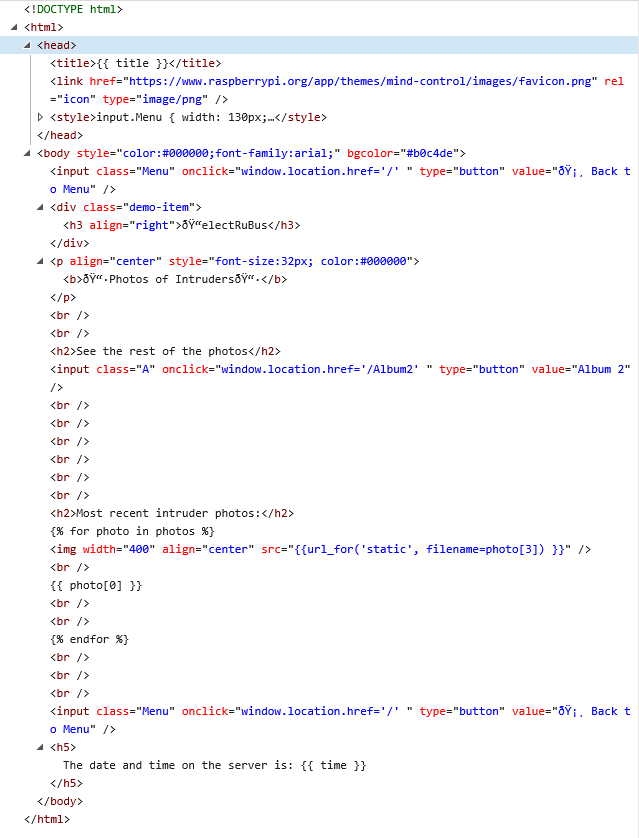 <!DOCTYPE html>
<html>
<head>
<title>{{ title }}</title>
<link href="https://www.raspberrypi.org/app/themes/mind-control/images/favicon.png" rel
="icon" type="image/png" />
<style>input.Menu { width: 130px;…</style>
</head>
<body style="color:#000000;font-family:arial;" bgcolor="#b0c4de">
<input class="Menu" onclick="window.location.href='/' " type="button" value="ðŸ¡¸ Back t
o Menu" />
<div class="demo-item">
<h3 align="right">ðŸ“electRuBus</h3>
</div>
<p align="center" style="font-size:32px; color:#000000">
<b>ðŸ“·Photos of IntrudersðŸ“·</b>
</p>
<br />
<br />
<h2>See the rest of the photos</h2>
<input class="A" onclick="window.location.href='/Album2' " type="button" value="Album 2"
/>
<br />
<br />
<br />
<br />
<br />
<br />
<h2>Most recent intruder photos:</h2>
{% for photo in photos %}
<img width="400" align="center" src="{{url_for('static', filename=photo[3]) }}" />
<br />
{{ photo[0] }}
<br />
<br />
{% endfor %}
<br />
<br />
<br />
<input class="Menu" onclick="window.location.href='/' " type="button" value="ðŸ¡¸ Back t
o Menu" />
<h5>
The date and time on the server is: {{ time }}
</h5>
</body>
</html>